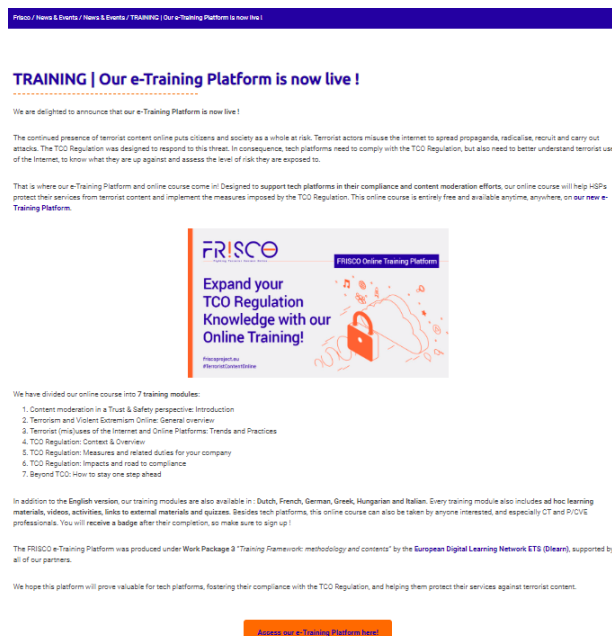 Frisco / News & Events / News & Events / TRAINING | Our e-Training Platform is now live !
TRAINING | Our e-Training Platform is now live !
We are delighted to announce that our e-Training Platform is now live !
The continued presence of terrorist content online puts citizens and society as a whole at risk. Terrorist actors misuse the internet to spread propaganda, radicalise, recruit and carry out
attacks. The TCO Regulation was designed to respond to this threat. In consequence, tech platforms need to comply with the TCO Regulation, but also need to better understand terrorist use
of the Internet, to know what they are up against and assess the level of risk they are exposed to.
That is where our e-Training Platform and online course come in! Designed to support tech platforms in their compliance and content moderation efforts, our online course will help HSPs
protect their services from terrorist content and implement the measures imposed by the TCO Regulation. This online course is entirely free and available anytime, anywhere, on our new e-
Training Platform.
FR!SCO
FRISCO Online Training Platform
Expand your
TCO Regulation
Knowledge with our
Online Training!
friscoproject.eu
#TerroristContentOnline
We have divided our online course into 7 training modules:
1. Content moderation in a Trust & Safety perspective: Introduction
2. Terrorism and Violent Extremism Online: General overview
3. Terrorist (mis)uses of the Internet and Online Platforms: Trends and Practices
4. TCO Regulation: Context & Overview
5. TCO Regulation: Measures and related duties for your company
6. TCO Regulation: Impacts and road to compliance
7. Beyond TCO: How to stay one step ahead
In addition to the English version, our training modules are also available in : Dutch, French, German, Greek, Hungarian and Italian. Every training module also includes ad hoc learning
materials, videos, activities, links to external materials and quizzes. Besides tech platforms, this online course can also be taken by anyone interested, and especially CT and P/CVE
professionals. You will receive a badge after their completion, so make sure to sign up !
The FRISCO e-Training Platform was produced under Work Package 3 "Training Framework: methodology and contents" by the European Digital Learning Network ETS (Dlearn), supported by
all of our partners.
We hope this platform will prove valuable for tech platforms, fostering their compliance with the TCO Regulation, and helping them protect their services against terrorist content.
Access our e-Training Platform here!